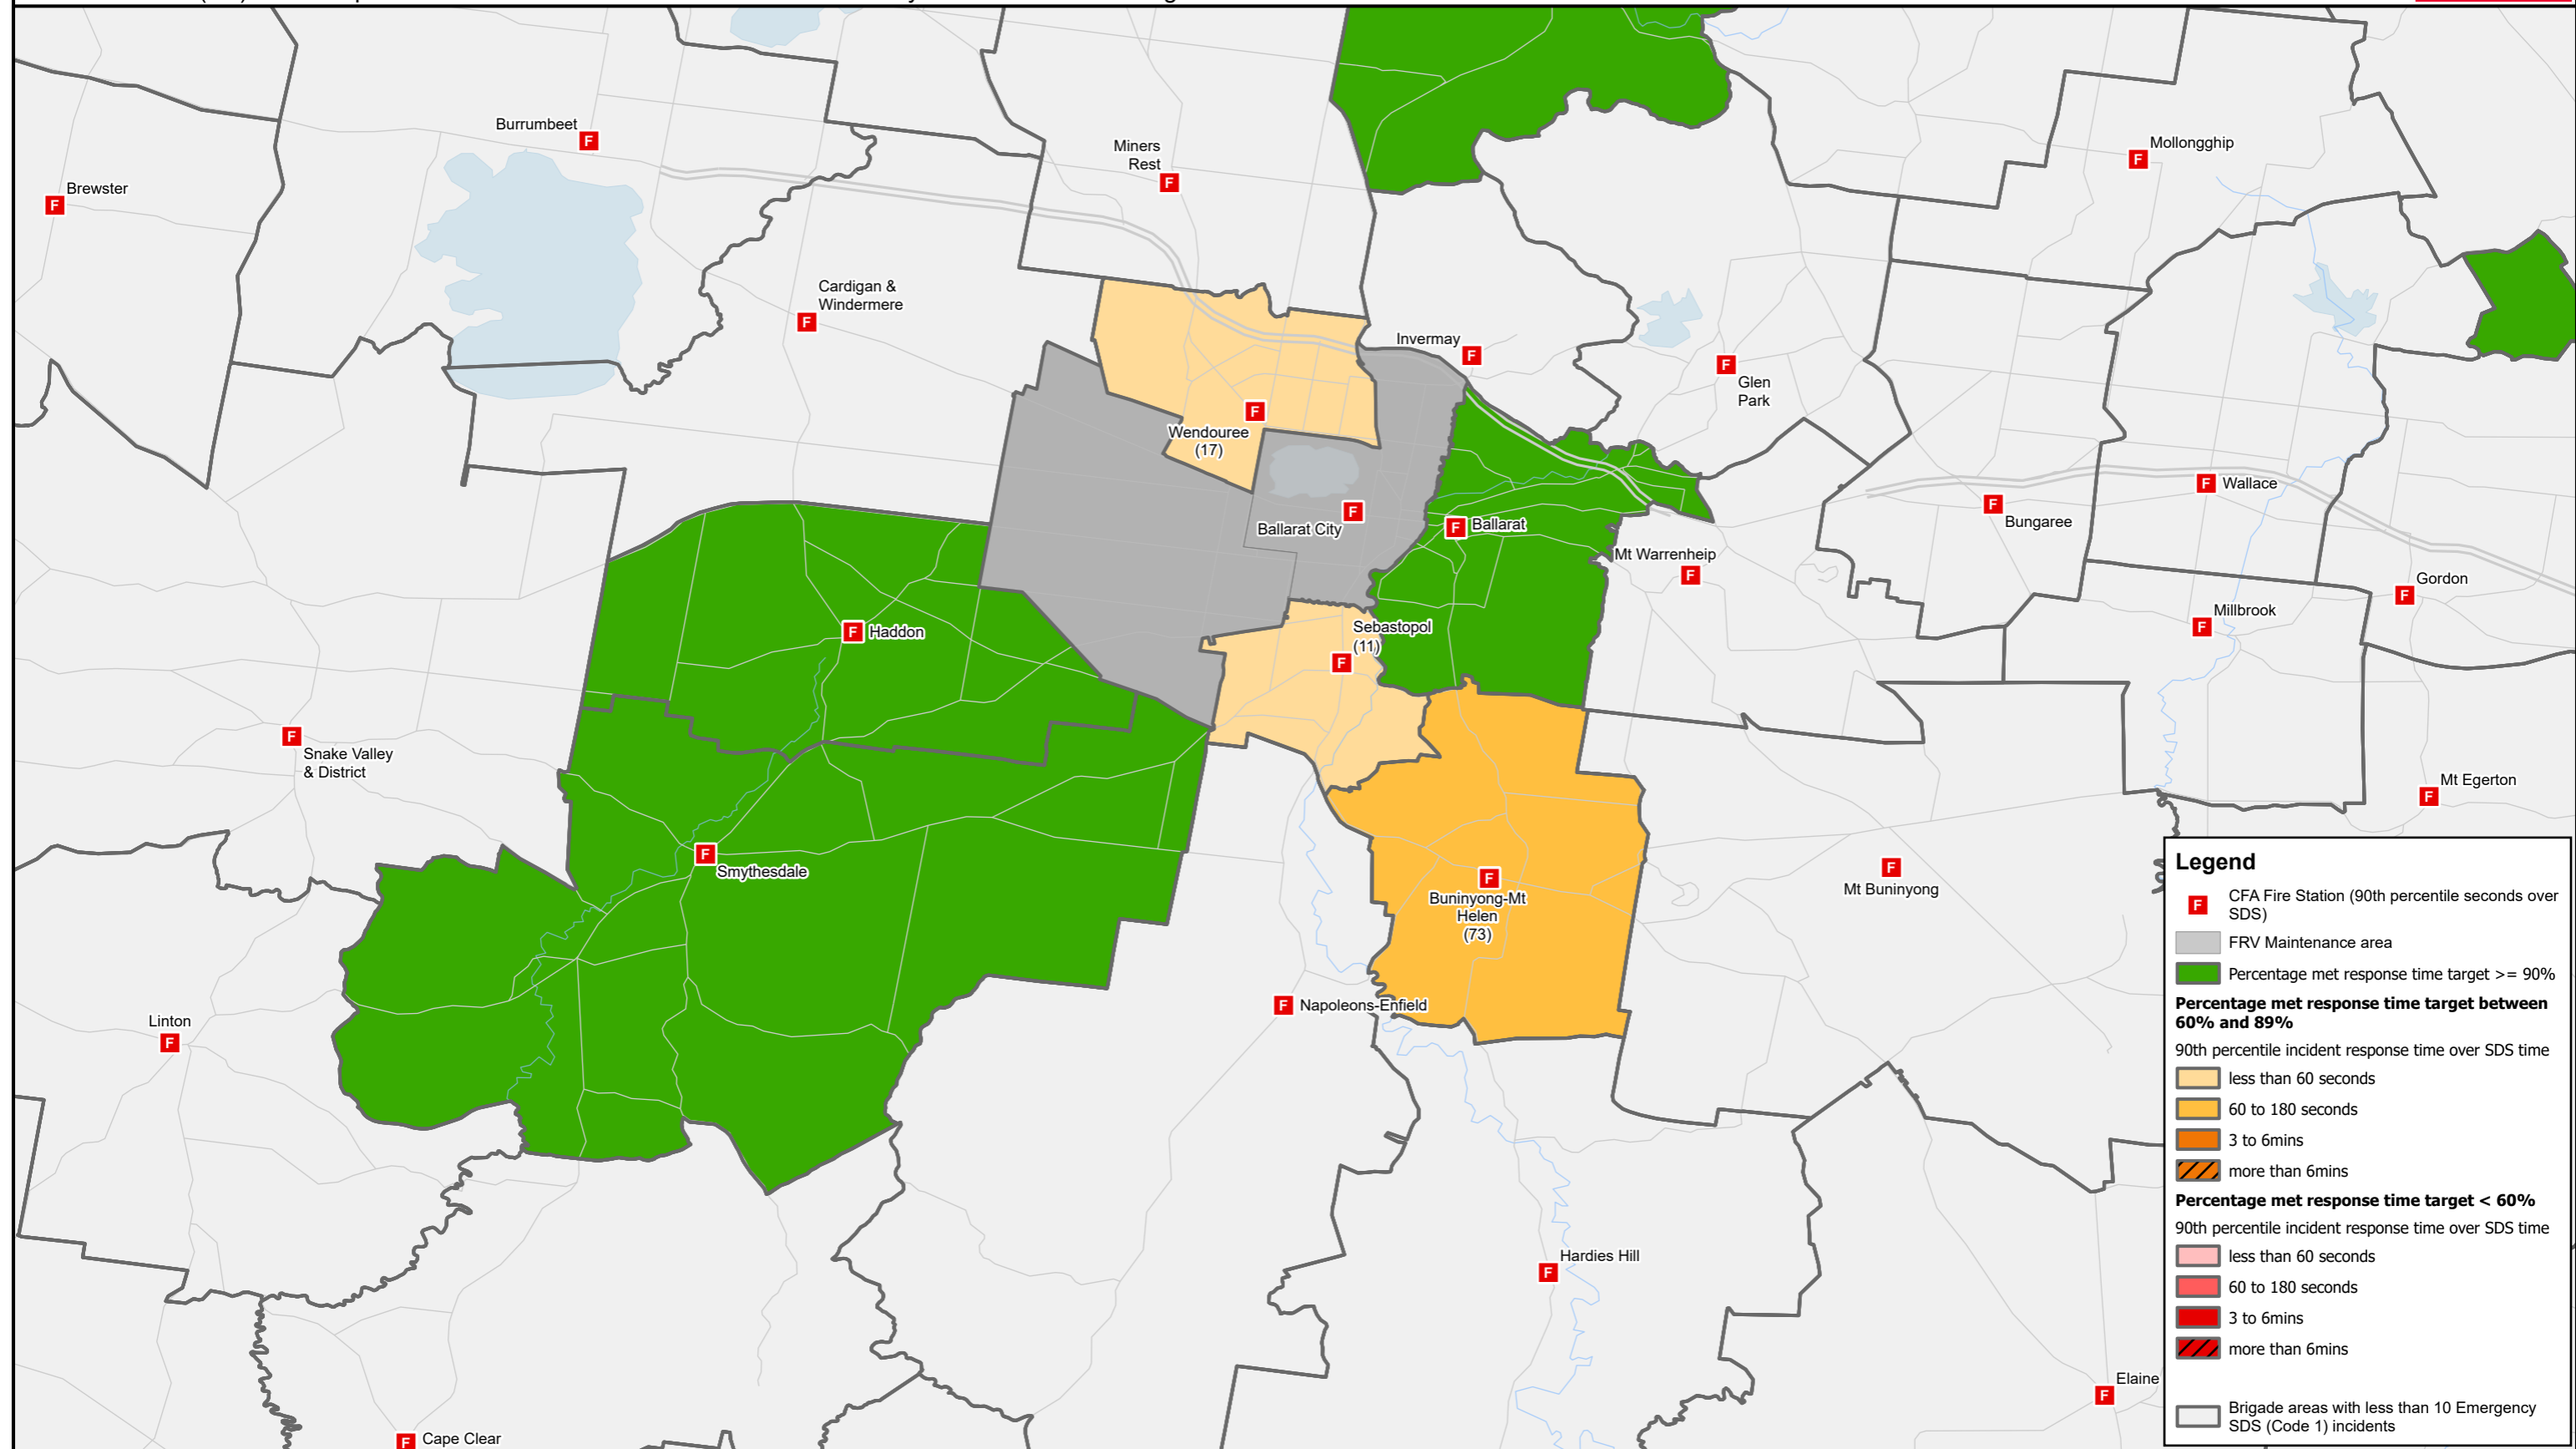 Burrumbeet
Miners
Rest
Mollongghip
Brewster
Cardigan &
Windermere
Invermay
Glen
Park
Wendouree
(17)
Wallace
Ballarat City
Ballarat
Bungaree
Mt Warrenheip
Gordon
Millbrook
Haddon
Sebastopol
(11)
Snake Valley
& District
Mt Egerton
Smythesdale
Mt Buninyong
Buninyong-Mt
Helen
(73)
Napoleons-Enfield
Linton
Hardies Hill
Elaine
Cape Clear
Legend
F CFA Fire Station (90th percentile seconds over
SDS)
FRV Maintenance area
Percentage met response time target >= 90%
Percentage met response time target between
60% and 89%
90th percentile incident response time over SDS time
less than 60 seconds
60 to 180 seconds
3 to 6mins
more than 6mins
Percentage met response time target < 60%
90th percentile incident response time over SDS time
less than 60 seconds
60 to 180 seconds
3 to 6mins
more than 6mins
Brigade areas with less than 10 Emergency
SDS (Code 1) incidents